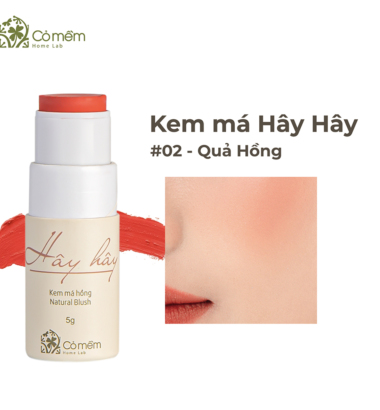 Cỏ mềm
Home Lab
Kem má Hây Hây
#02 - Quả Hồng
Hây hây
Kem má hồng
Natural Blush
5g
Cỏ mềm
Home Lab